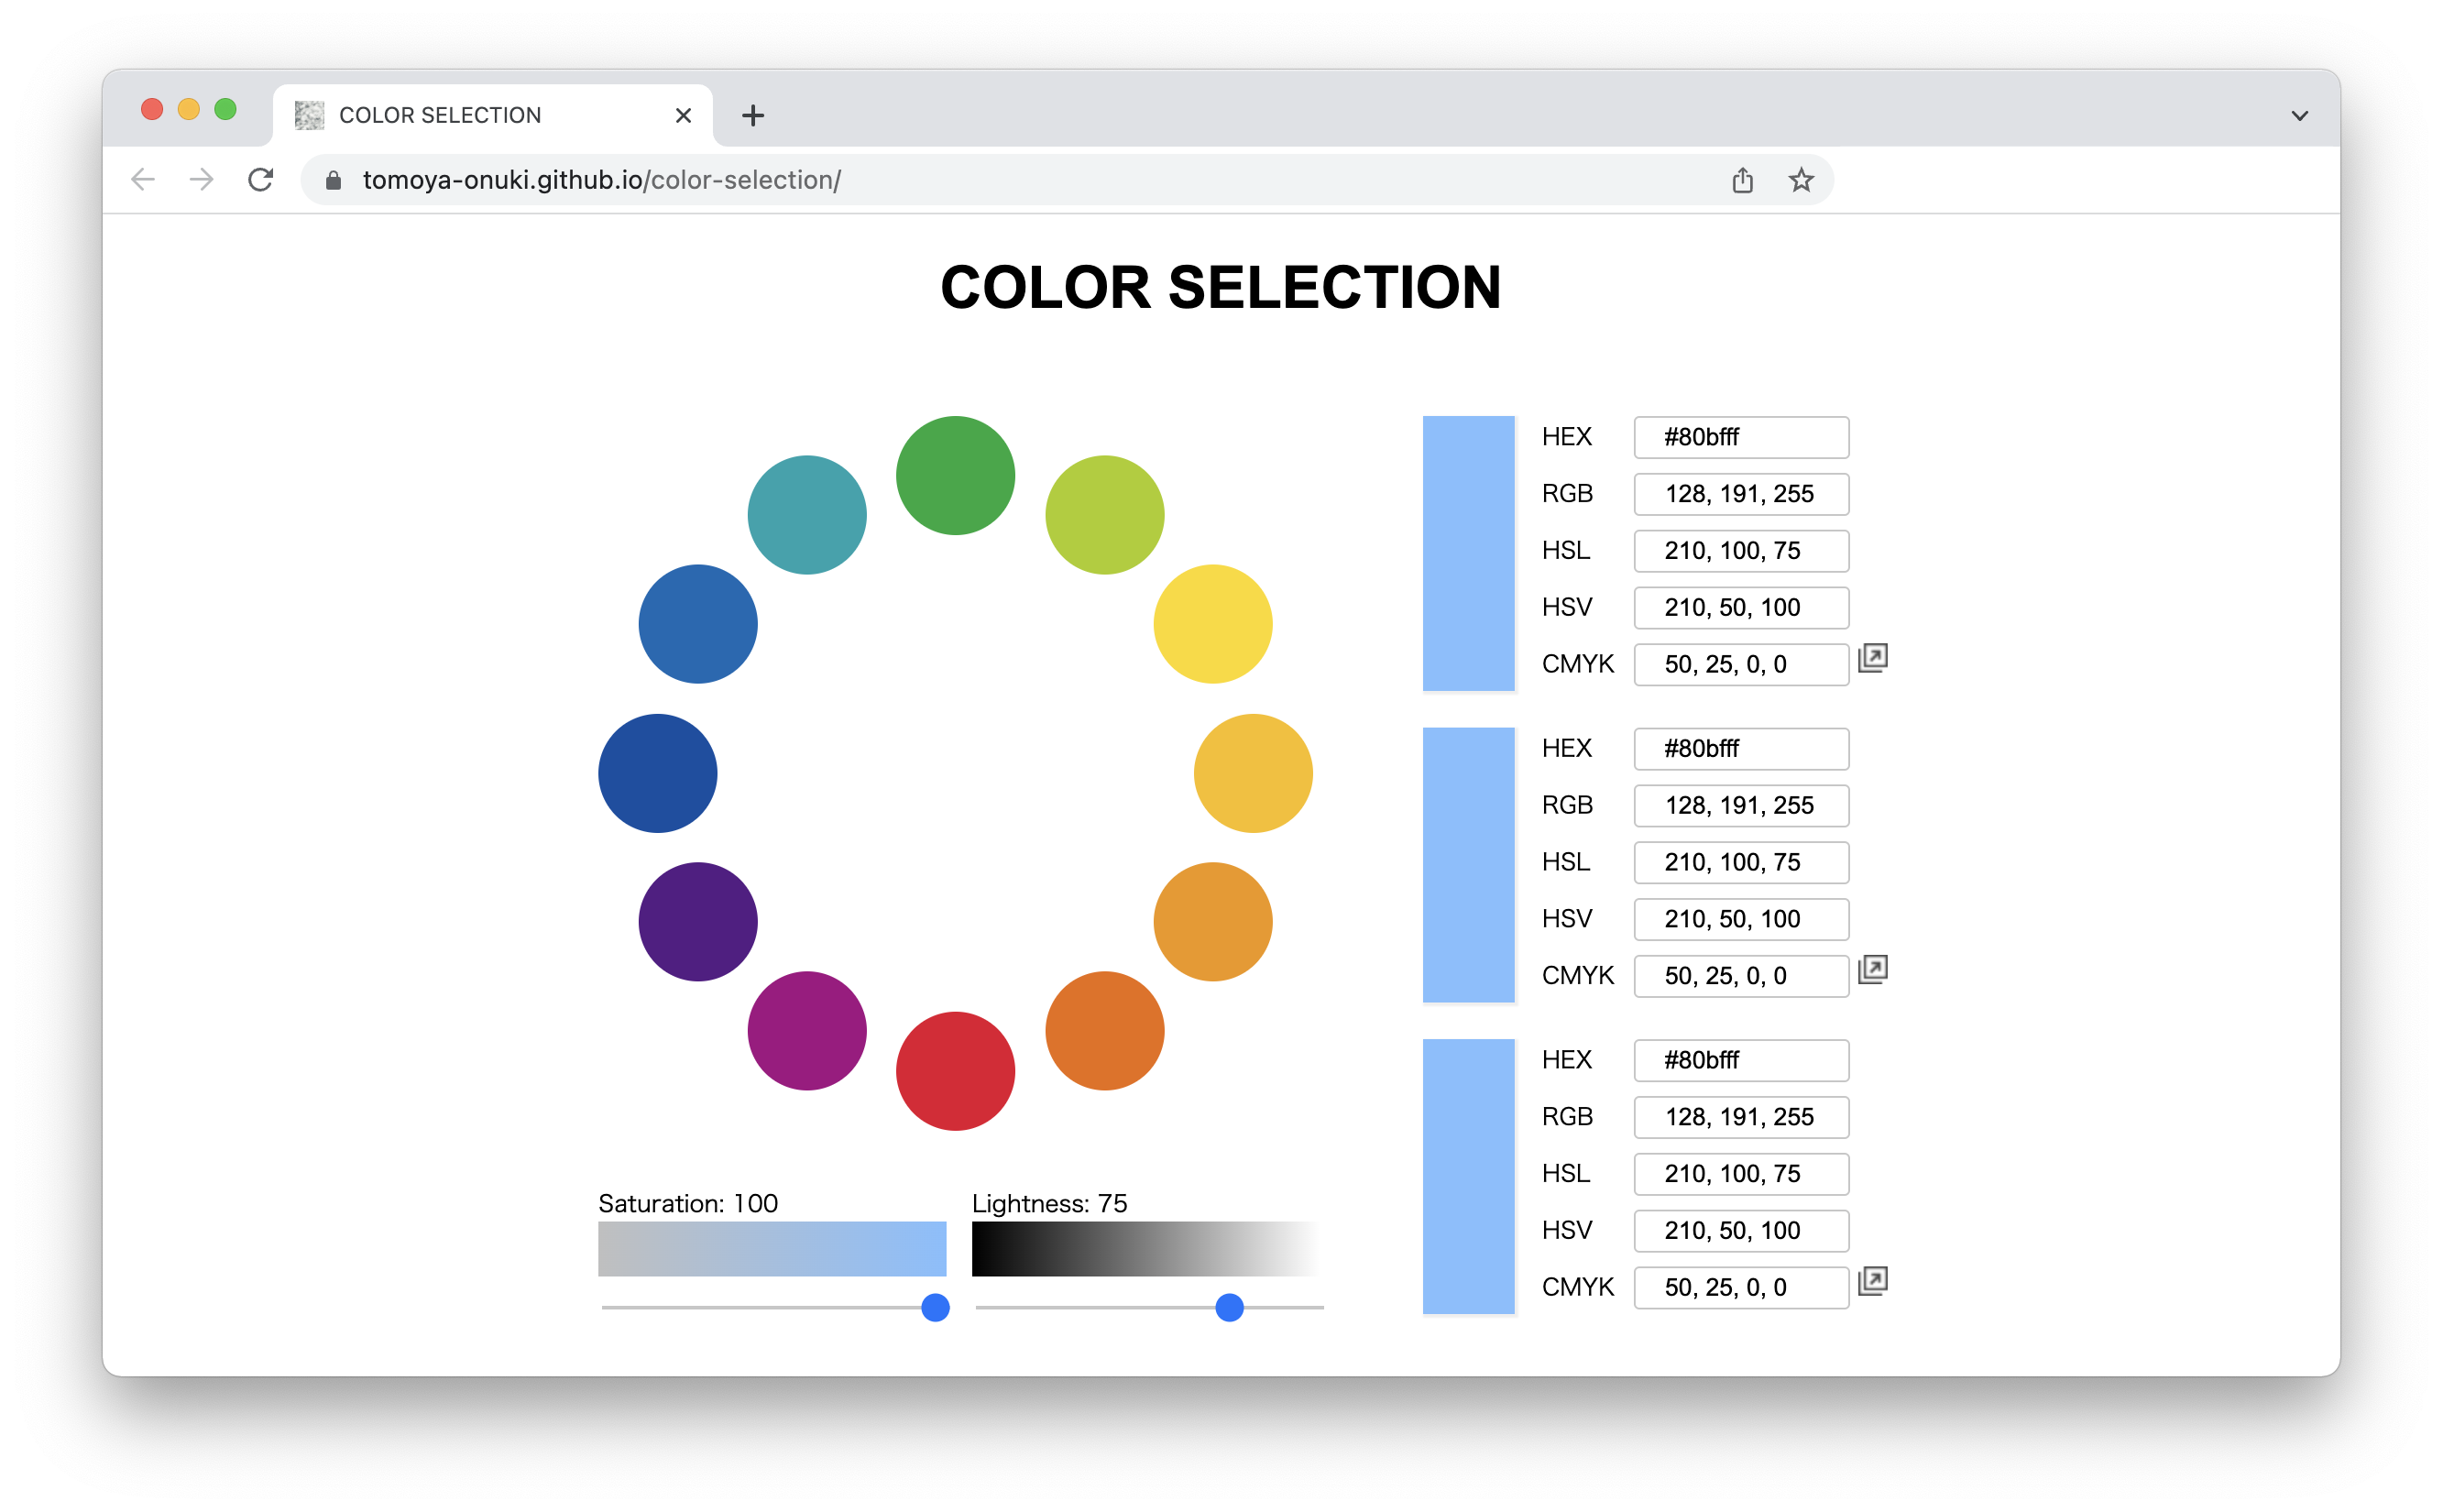 COLOR SELECTION
tomoya-onuki.github.io/color-selection/
COLOR SELECTION
HEX #80bfff
RGB 128, 191, 255
HSL 210, 100, 75
HSV 210, 50, 100
CMYK 50, 25, 0, 0
HEX #80bfff
RGB 128, 191, 255
HSL 210, 100, 75
HSV 210, 50, 100
CMYK 50, 25, 0, 0
HEX #80bfff
RGB 128, 191, 255
HSL 210, 100, 75
HSV 210, 50, 100
CMYK 50, 25, 0, 0
Saturation: 100
Lightness: 75